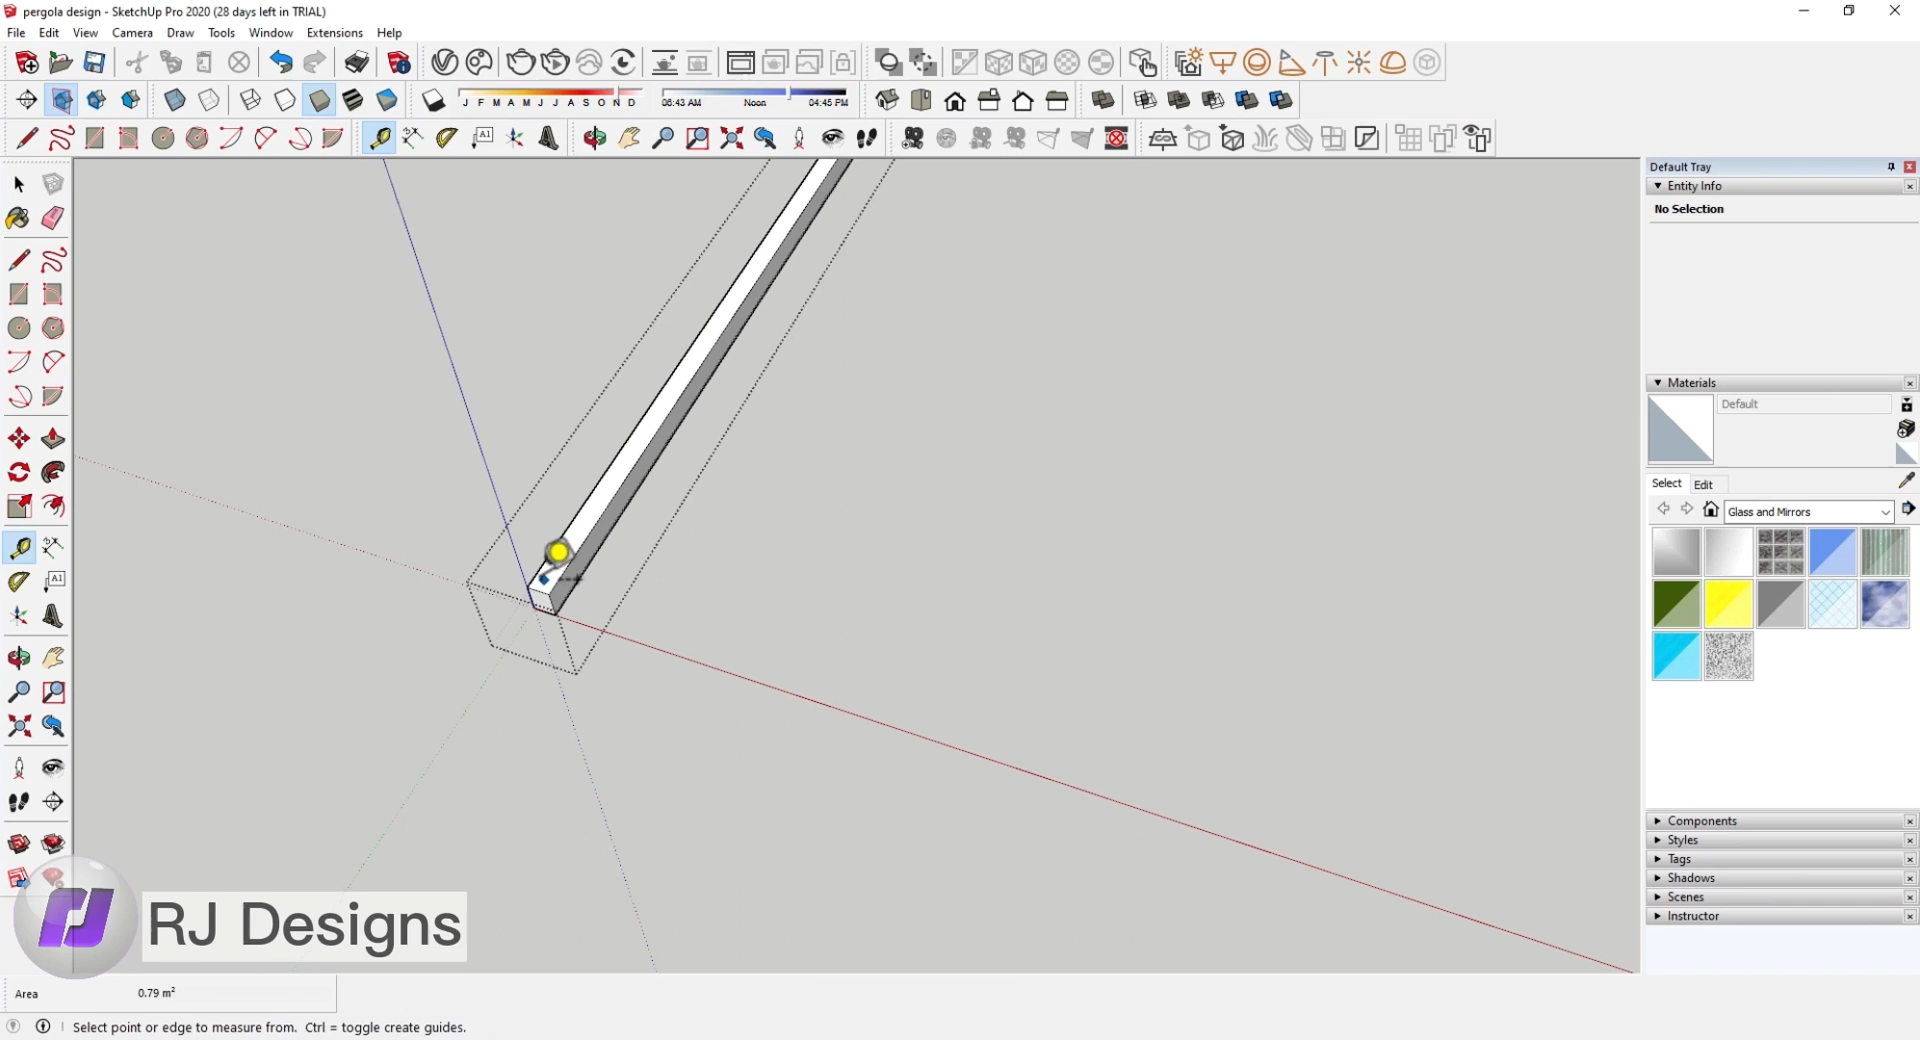 pergola design - SketchUp Pro 2020 (28 days left in TRIAL)
File Edit View Camera Draw Tools Window Extensions Help
J F M A M J J A S O N D
06:43 AM Noon 04:45 PM
A1
Default Tray
Entity Info
No Selection
Materials
Default
Select Edit
Glass and Mirrors
A1
Components
Styles
Tags
Shadows
Scenes
Instructor
RJ Designs
Area 0.79 m²
Select point or edge to measure from. Ctrl = toggle create guides.